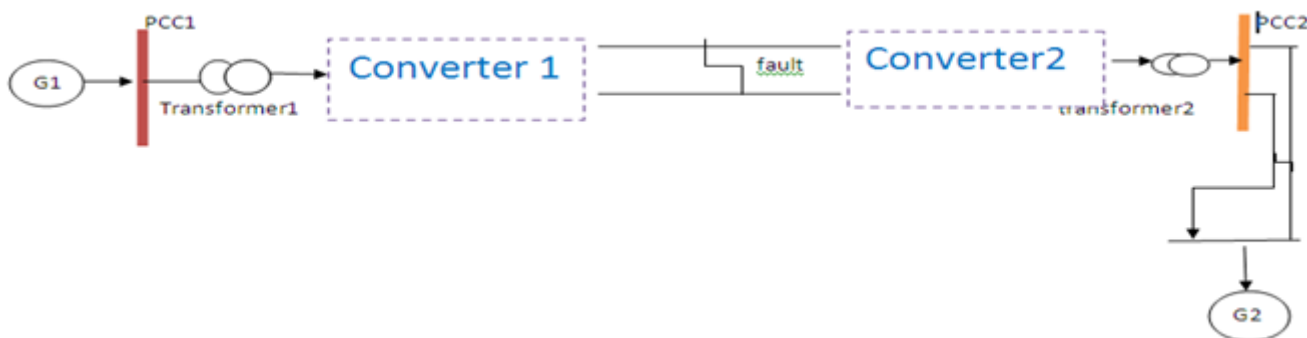 PCC1
PCC2
G1
Converter 1
fault
Converter2
Transformer1
transformer2
G2